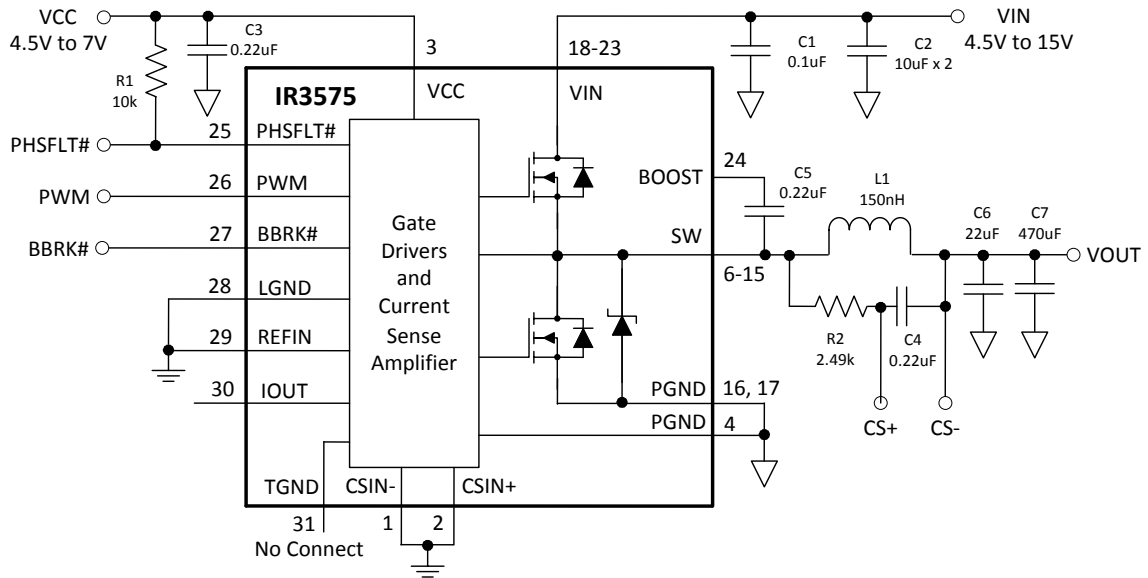 VCC
4.5V to 7V
C3
0.22uF
R1
10k
3
18-23
C1
0.1uF
C2
10uF x 2
VIN
4.5V to 15V
IR3575
VCC
VIN
PHSFLT#
25
PHSFLT#
PWM
26
PWM
BBRK#
27
BBRK#
28
LGND
29
REFIN
30
IOUT
Gate
Drivers
and
Current
Sense
Amplifier
BOOST
24
C5
0.22uF
SW
6-15
L1
150nH
C6
22uF
C7
470uF
VOUT
R2
2.49k
C4
0.22uF
CS+
CS-
PGND
16, 17
PGND
4
TGND
CSIN-
CSIN+
31
1
2
No Connect